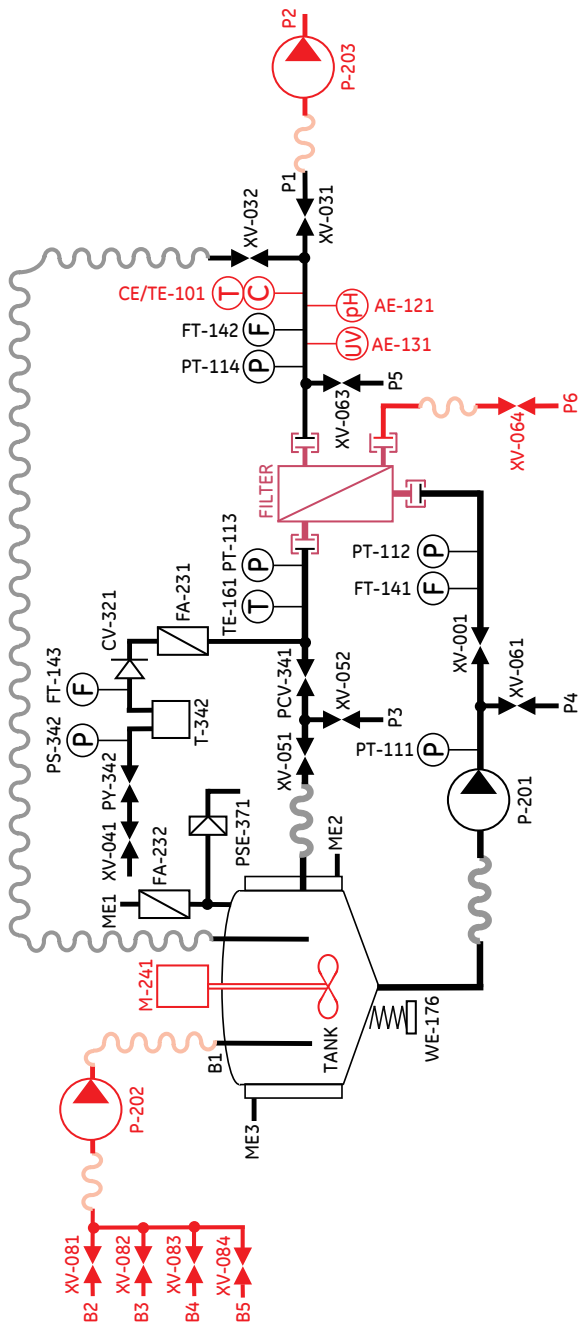 P2
P-203
P1
XV-032
XV-031
CE/TE-101
T
C
pH
AE-121
FT-142
F
UV
AE-131
PT-114
P
P5
XV-063
P6
XV-064
FILTER
PT-113
P
TE-161
T
PT-112
P
FT-141
F
FA-231
CV-321
FT-143
F
PS-342
P
T-342
PY-342
XV-041
PCV-341
XV-052
P3
XV-051
XV-001
XV-061
P4
PT-111
P
P-201
PSE-371
FA-232
ME1
ME2
M-241
TANK
WE-176
B1
ME3
P-202
XV-081
XV-082
XV-083
XV-084
B2
B3
B4
B5